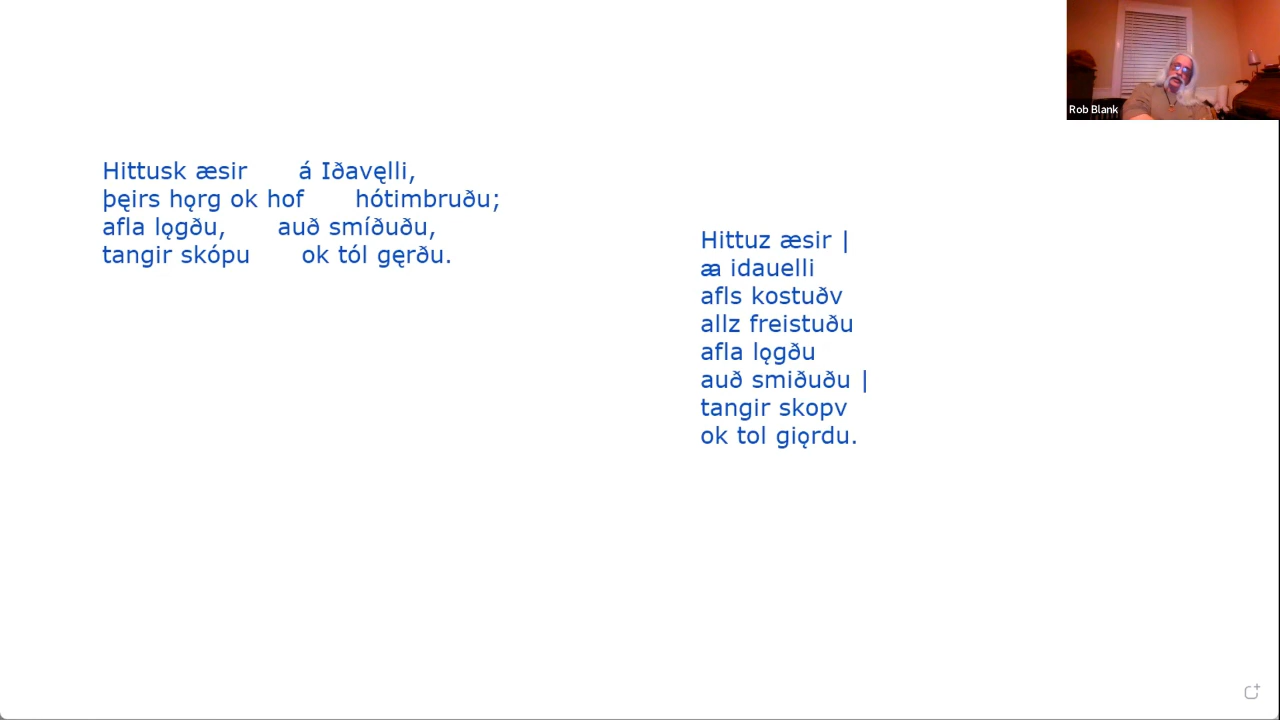 Rob Blank
Hittusk æsir á Iðavęlli,
þęirs hǫrg ok hof hótimbruðu;
afla lǫgðu, auð smíðuðu,
tangir skópu ok tól gęrðu.
Hittuz æsir |
ꜳ idauelli
afls kostuðv
allz freistuðu
afla lǫgðu
auð smiðuðu |
tangir skopv
ok tol giǫrdu.